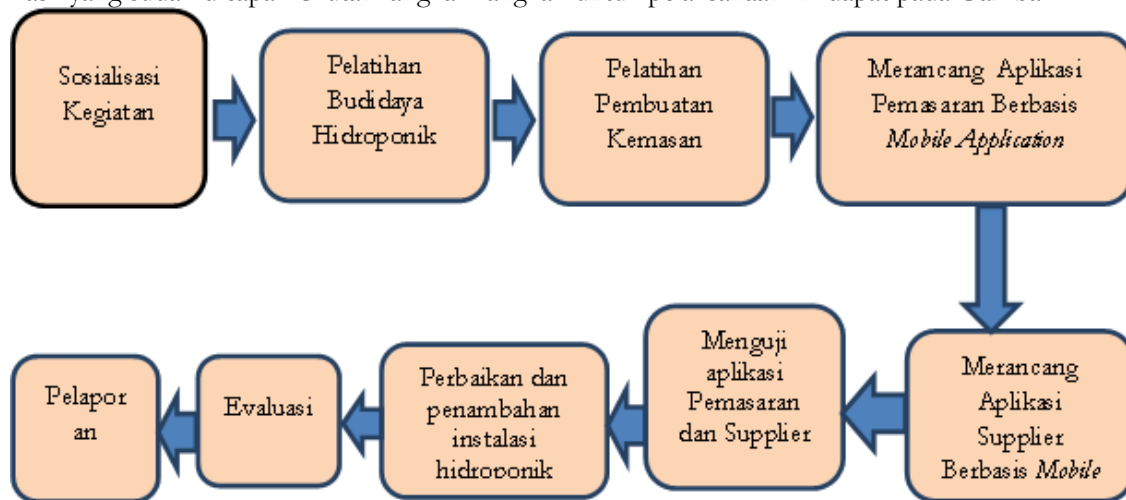 Sosialisasi
Kegiatan
Pelatihan
Budidaya
Hidroponik
Pelatihan
Pembuatan
Kemasan
Merancang Aplikasi
Pemasaran Berbasis
Mobile Application
Merancang
Aplikasi
Supplier
Berbasis Mobile
Menguji
aplikasi
Pemasaran
dan Supplier
Perbaikan dan
penambahan
instalasi
hidroponik
Evaluasi
Pelapor
an